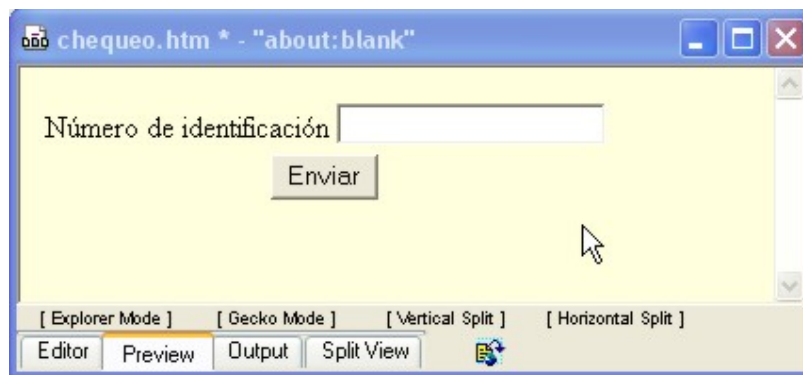 chequeo.htm * - "about:blank"
Número de identificación
Enviar
[ Explorer Mode ] [ Gecko Mode ] [ Vertical Split ] [ Horizontal Split ]
Editor Preview Output Split View